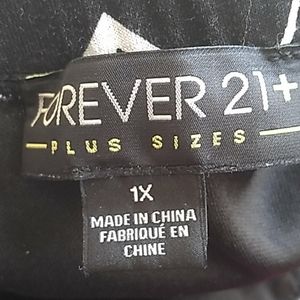 FOREVER 21+
PLUS SIZES
1X
MADE IN CHINA
FABRIQUÉ EN
CHINE